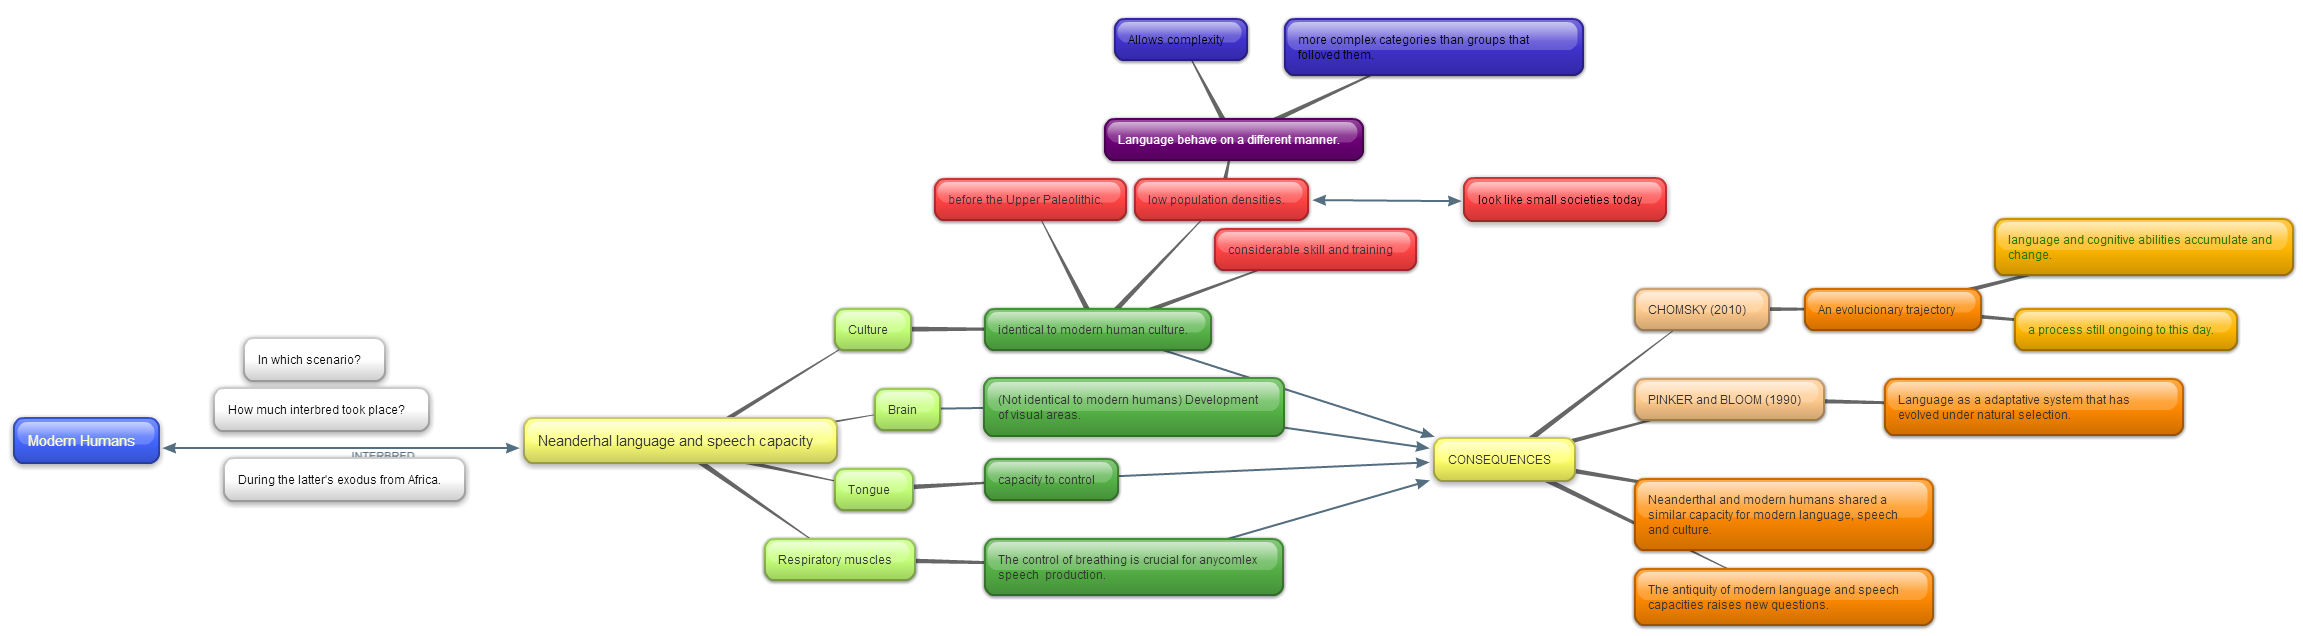 Allows complexity
more complex categories than groups that
folloved them.
Language behave on a different manner.
before the Upper Paleolithic.
low population densities.
look like small societies today
considerable skill and training
language and cognitive abilities accumulate and
change.
CHOMSKY (2010)
An evolucionary trajectory
a process still ongoing to this day.
Culture
identical to modern human culture.
In which scenario?
How much interbred took place?
Brain
(Not identical to modern humans) Development
of visual areas.
PINKER and BLOOM (1990)
Language as a adaptative system that has
evolved under natural selection.
Modern Humans
INTERBRED
During the latter's exodus from Africa.
Neanderhal language and speech capacity
CONSEQUENCES
Tongue
capacity to control
Neanderthal and modern humans shared a
similar capacity for modern language, speech
and culture.
Respiratory muscles
The control of breathing is crucial for anycomlex
speech  production.
The antiquity of modern language and speech
capacities raises new questions.